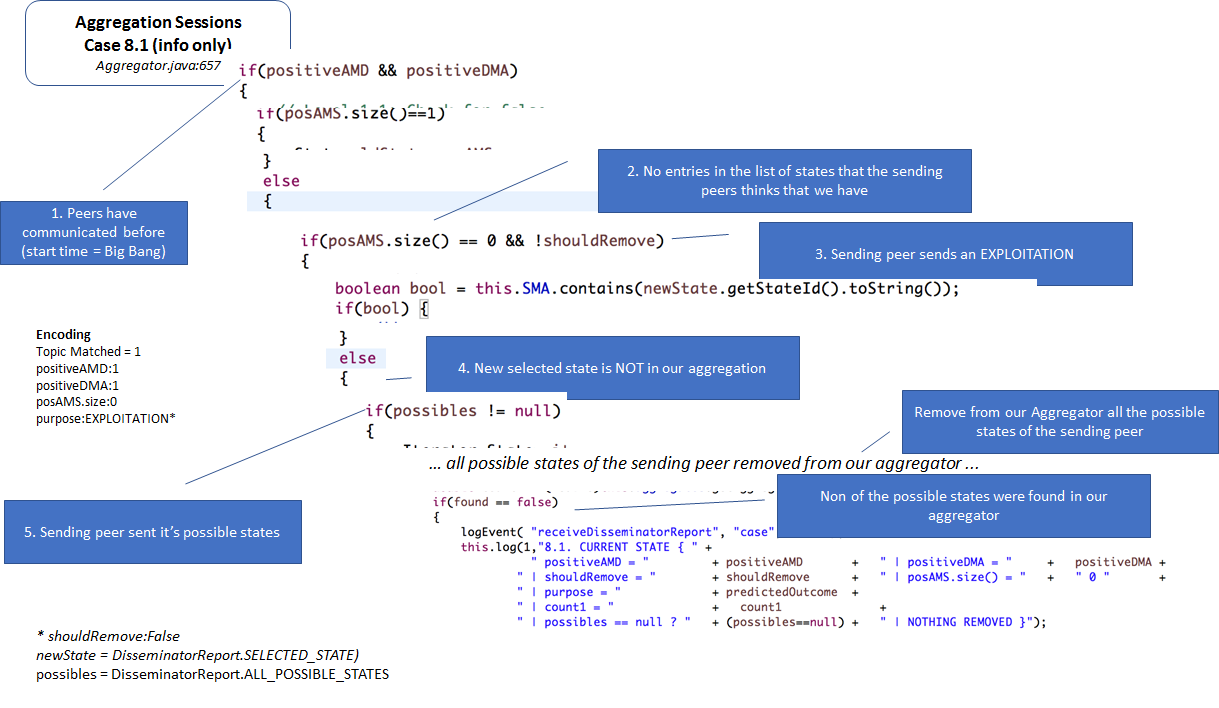 Aggregation Sessions
Case 8.1 (info only)
Aggregator.java:657
if(positiveAMD && positiveDMA)
{
if(posAMS.size()==1)
{
}
else
{
2. No entries in the list of states that the sending
peers thinks that we have
1. Peers have
communicated before
(start time = Big Bang)
if(posAMS.size() == 0 && !shouldRemove)
{
3. Sending peer sends an EXPLOITATION
boolean bool = this.SMA.contains(newState.getStateId().toString());
if(bool) {
}
else
{
4. New selected state is NOT in our aggregation
Encoding
Topic Matched = 1
positiveAMD:1
positiveDMA:1
posAMS.size:0
purpose:EXPLOITATION*
if(possibles != null)
{
Remove from our Aggregator all the possible
states of the sending peer
... all possible states of the sending peer removed from our aggregator ...
if(found == false)
{
Non of the possible states were found in our
aggregator
5. Sending peer sent it's possible states
logEvent( "receiveDisseminatorReport", "case"
this.log(1,"8.1. CURRENT STATE { " +
" positiveAMD = " + positiveAMD + " | positiveDMA = " + positiveDMA +
" | shouldRemove = " + shouldRemove + " | posAMS.size() = " + " 0 " +
" | purpose = " + predictedOutcome +
" | count1 = " + count1 +
" | possibles == null ? " + (possibles==null) + " | NOTHING REMOVED }");
* shouldRemove:False
newState = DisseminatorReport.SELECTED_STATE)
possibles = DisseminatorReport.ALL_POSSIBLE_STATES